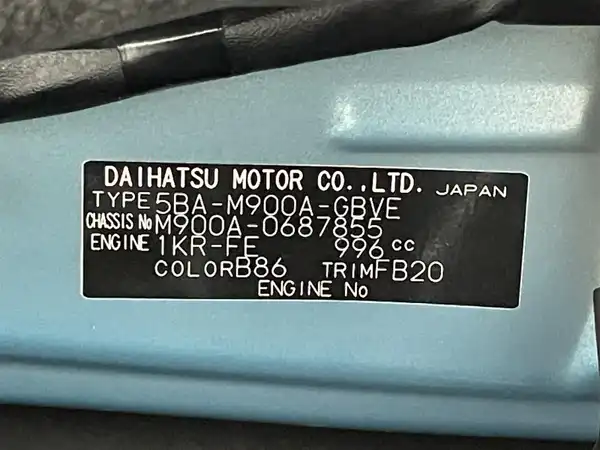 DAIHATSU MOTOR CO.,LTD. JAPAN
TYPE 5BA-M900A-GBVE
CHASSIS No M900A-0687855
ENGINE 1KR-FE 996 cc
COLOR B86 TRIM FB20
ENGINE No